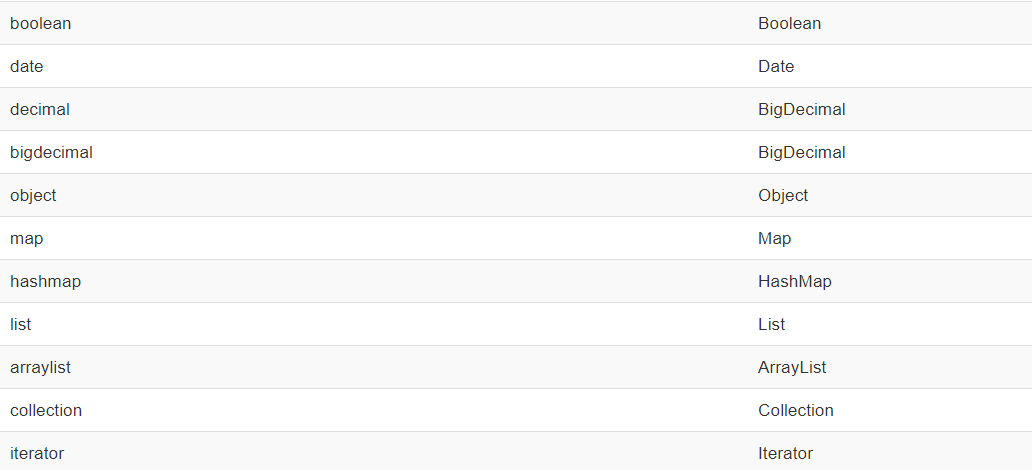 boolean Boolean
date Date
decimal BigDecimal
bigdecimal BigDecimal
object Object
map Map
hashmap HashMap
list List
arraylist ArrayList
collection Collection
iterator Iterator